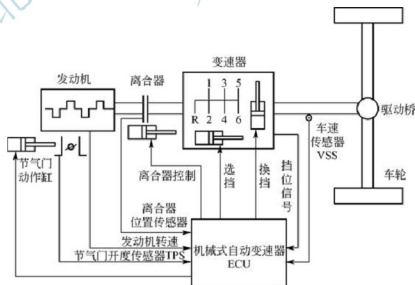 变速器
离合器
发动机
1 3 5
R 2 4 6
驱动桥
车速
传感器
VSS
车轮
节气门
动作缸
离合器控制
选
挡
换
挡
挡
位
信
号
离合器
位置传感器
发动机转速
节气门开度传感器TPS
机械式自动变速器
ECU